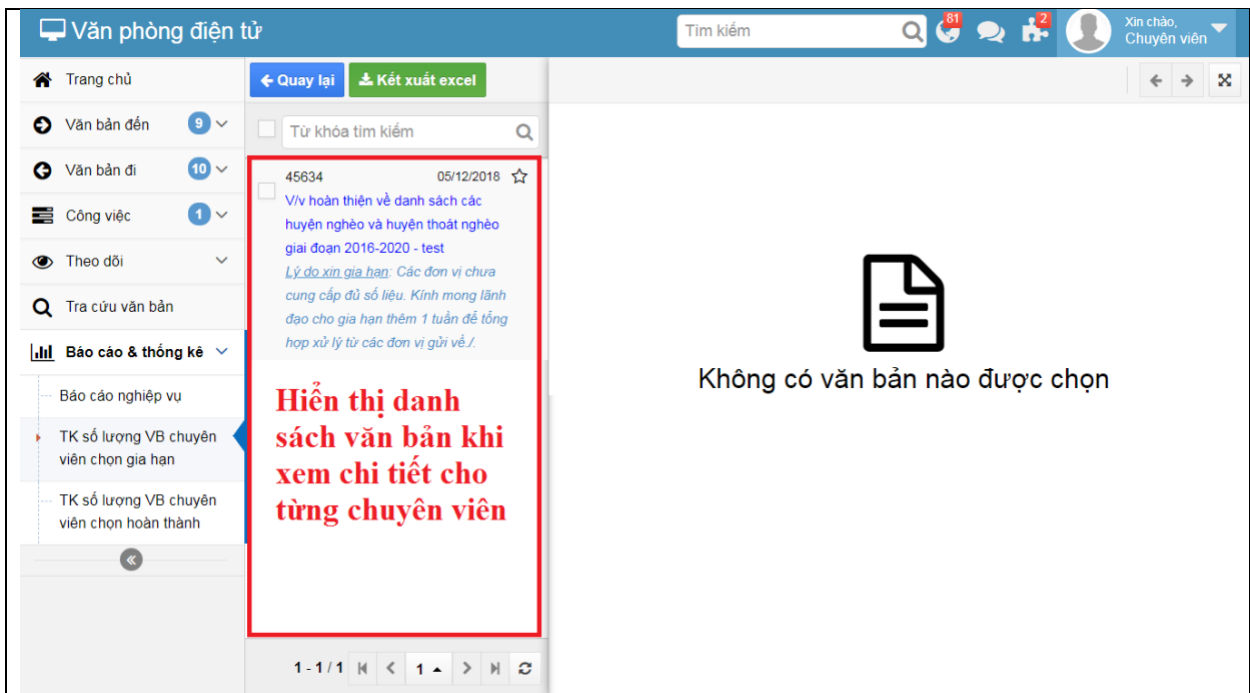 Văn phòng điện tử
Tìm kiếm
81
2
Xin chào,
Chuyên viên
Trang chủ
Văn bản đến 9
Văn bản đi 10
Công việc 1
Theo dõi
Tra cứu văn bản
Báo cáo & thống kê
Báo cáo nghiệp vụ
TK số lượng VB chuyên
viên chọn gia hạn
TK số lượng VB chuyên
viên chọn hoàn thành
Quay lại Kết xuất excel
Từ khóa tìm kiếm
45634 05/12/2018
V/v hoàn thiện về danh sách các
huyện nghèo và huyện thoát nghèo
giai đoạn 2016-2020 - test
Lý do xin gia hạn: Các đơn vị chưa
cung cấp đủ số liệu. Kính mong lãnh
đạo cho gia hạn thêm 1 tuần để tổng
hợp xử lý từ các đơn vị gửi về./.
Hiển thị danh
sách văn bản khi
xem chi tiết cho
từng chuyên viên
1 - 1 / 1 1
Không có văn bản nào được chọn